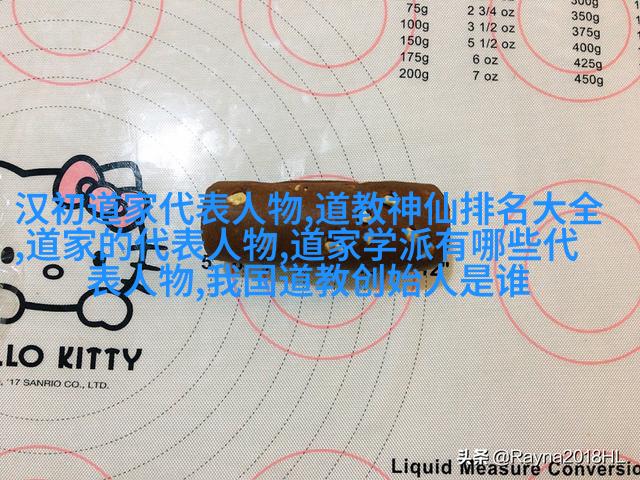 75g 2 3/4 oz 300g
100g 3 1/2 oz 350g
150g 5 1/2 oz 375g
175g 6 oz 400g
200g 7 oz 425g
450g
汉初道家代表人物,道教神仙排名大全
,道家的代表人物,道家学派有哪些代
表人物,我国道教创始人是谁
LLO KITTY
'17 SANRIO CO., LTD.
头条 @Rayna2018HL
Liquid Measure Conversio